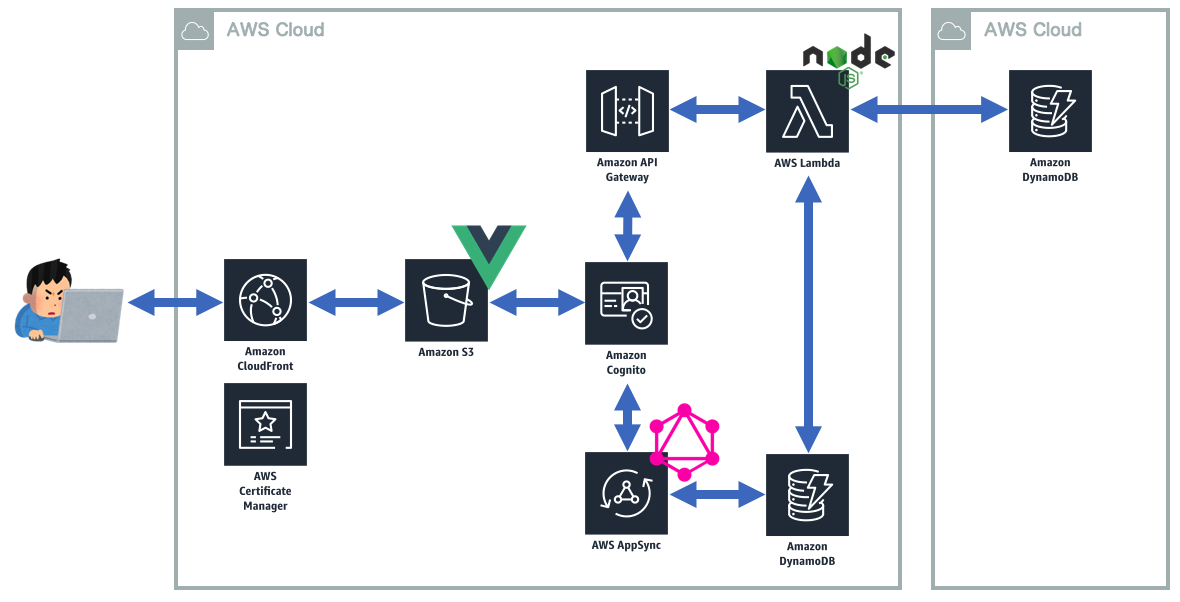 AWS Cloud
AWS Cloud
node
JS
Amazon API
Gateway
AWS Lambda
Amazon
DynamoDB
Amazon
CloudFront
Amazon S3
Amazon
Cognito
AWS
Certificate
Manager
AWS AppSync
Amazon
DynamoDB